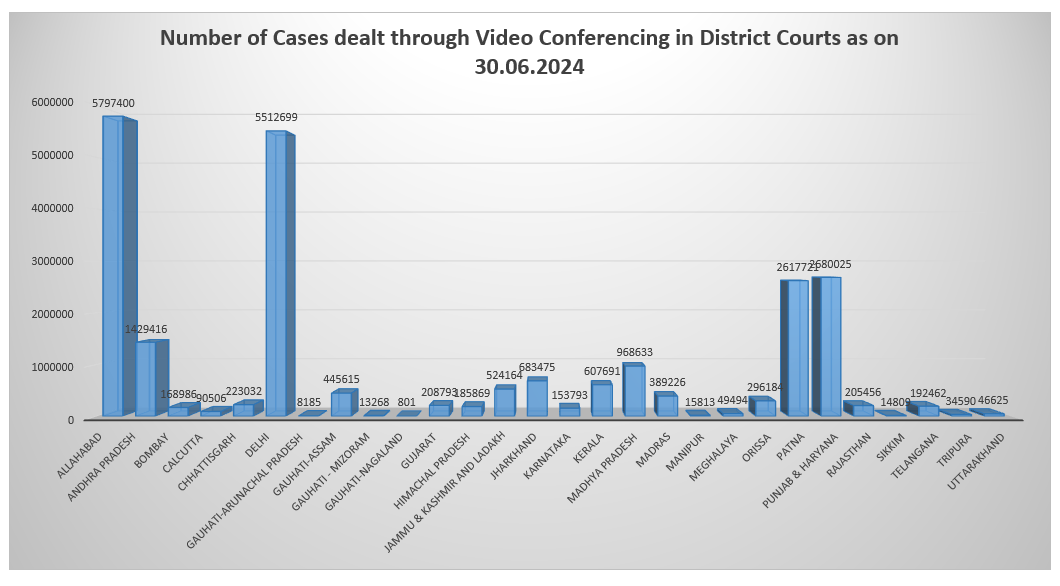 Number of Cases dealt through Video Conferencing in District Courts as on
30.06.2024
6000000
5000000
4000000
3000000
2000000
1000000
0
5797400
1429416
168986
90506
223032
5512699
8185
445615
13268
801
208793
185869
524164
683475
153793
607691
968633
389226
15813
49494
296184
2617721
2680025
205456
14809
192462
34590
46625
ALLAHABAD
ANDHRA PRADESH
BOMBAY
CALCUTTA
CHHATTISGARH
DELHI
GAUHATI-ARUNACHAL PRADESH
GAUHATI-ASSAM
GAUHATI - MIZORAM
GAUHATI-NAGALAND
GUJARAT
HIMACHAL PRADESH
JAMMU & KASHMIR AND LADAKH
JHARKHAND
KARNATAKA
KERALA
MADHYA PRADESH
MADRAS
MANIPUR
MEGHALAYA
ORISSA
PATNA
PUNJAB & HARYANA
RAJASTHAN
SIKKIM
TELANGANA
TRIPURA
UTTARAKHAND